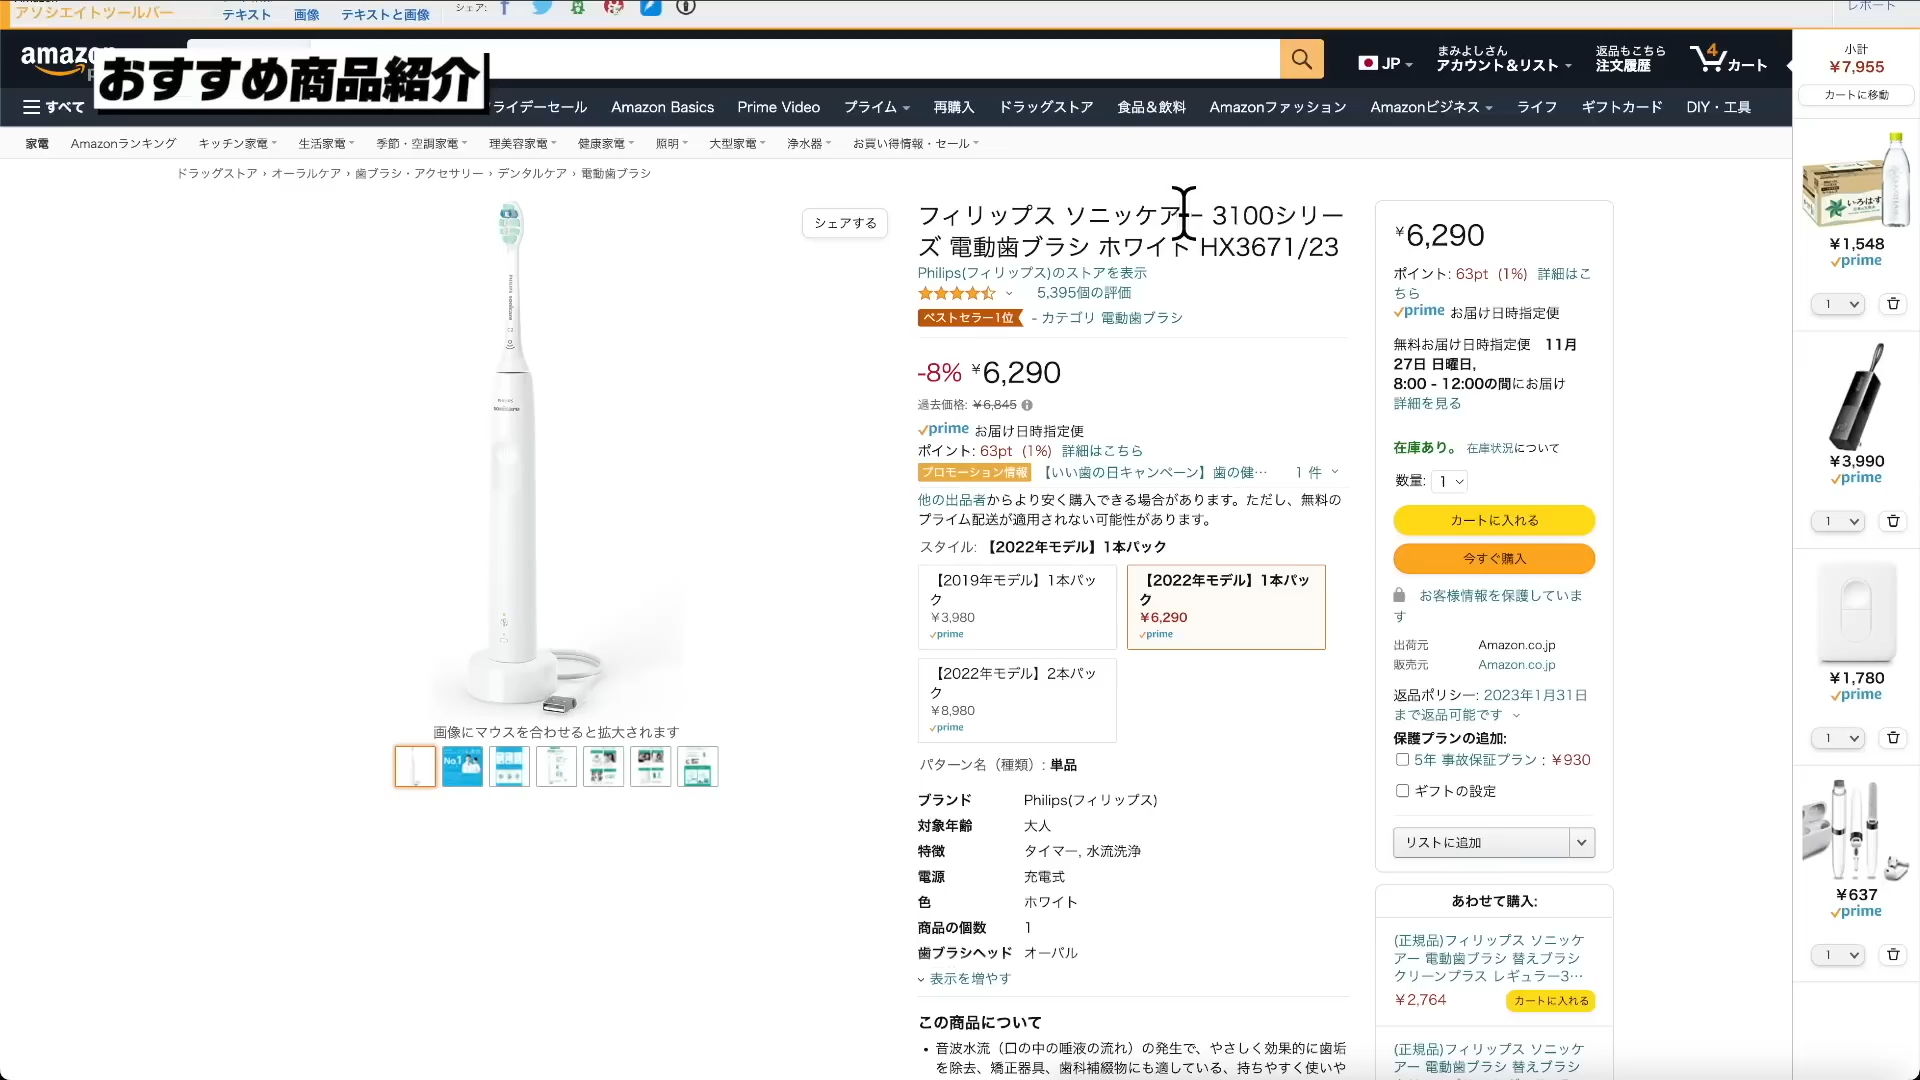 アソシエイトツールバー
テキスト 画像 テキストと画像
シェア:
レポート
amazon
おすすめ商品紹介
JP
まみよしさん
アカウント＆リスト
返品もこちら
注文履歴
4
カート
すべて
ライデーセール Amazon Basics Prime Video プライム 再購入 ドラッグストア 食品＆飲料 Amazonファッション Amazonビジネス ライフ ギフトカード DIY・工具
家電 Amazonランキング キッチン家電 生活家電 季節・空調家電 理美容家電 健康家電 照明 大型家電 浄水器 お買い得情報・セール
ドラッグストア › オーラルケア › 歯ブラシ・アクセサリー › デンタルケア › 電動歯ブラシ
シェアする
PHILIPS
sonicare
画像にマウスを合わせると拡大されます
No.1
フィリップス ソニッケアー 3100シリー
ズ 電動歯ブラシ ホワイト HX3671/23
Philips(フィリップス)のストアを表示
5,395個の評価
ベストセラー1位 - カテゴリ 電動歯ブラシ
-8% ¥6,290
過去価格: ¥6,845
prime お届け日時指定便
ポイント: 63pt (1%) 詳細はこちら
プロモーション情報 【いい歯の日キャンペーン】歯の健… 1 件
他の出品者からより安く購入できる場合があります。ただし、無料の
プライム配送が適用されない可能性があります。
スタイル: 【2022年モデル】1本パック
【2019年モデル】1本パッ
ク
¥3,980
prime
【2022年モデル】1本パッ
ク
¥6,290
prime
【2022年モデル】2本パッ
ク
¥8,980
prime
パターン名（種類）: 単品
ブランド Philips(フィリップス)
対象年齢 大人
特徴 タイマー, 水流洗浄
電源 充電式
色 ホワイト
商品の個数 1
歯ブラシヘッド オーバル
表示を増やす
この商品について
• 音波水流（口の中の唾液の流れ）の発生で、やさしく効果的に歯垢
を除去、矯正器具、歯科補綴物にも適している、持ちやすく使いや
¥6,290
ポイント: 63pt (1%) 詳細はこ
ちら
prime お届け日時指定便
無料お届け日時指定便 11月
27日 日曜日,
8:00 - 12:00の間にお届け
詳細を見る
在庫あり。 在庫状況について
数量: 1
カートに入れる
今すぐ購入
お客様情報を保護していま
す
出荷元 Amazon.co.jp
販売元 Amazon.co.jp
返品ポリシー: 2023年1月31日
まで返品可能です
保護プランの追加:
5年 事故保証プラン : ¥930
ギフトの設定
リストに追加
あわせて購入:
(正規品)フィリップス ソニッケ
アー 電動歯ブラシ 替えブラシ
クリーンプラス レギュラー3…
¥2,764 カートに入れる
(正規品)フィリップス ソニッケ
アー 電動歯ブラシ 替えブラシ
小計
¥7,955
カートに移動
いろはす
¥1,548
prime
1
¥3,990
prime
1
¥1,780
prime
1
¥637
prime
1